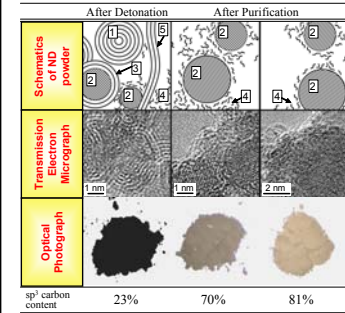 After Detonation After Purification
Schematics of ND powder
1 5 2 3 2 4
2 2 4
2 4 2
Transmission Electron Micrograph
1 nm 1 nm 2 nm
Optical Photograph
sp³ carbon content 23% 70% 81%